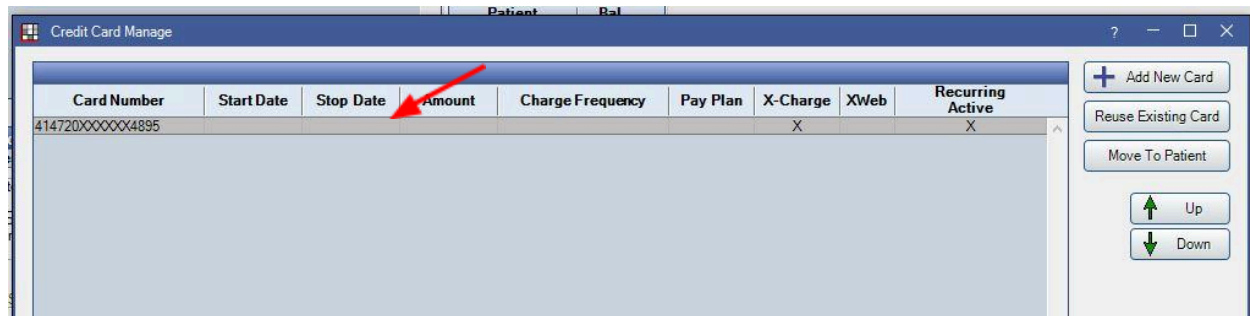 Patient Bal
Credit Card Manage
Card Number Start Date Stop Date Amount Charge Frequency Pay Plan X-Charge XWeb Recurring Active
414720XXXXXX4895 X X
Add New Card
Reuse Existing Card
Move To Patient
Up
Down